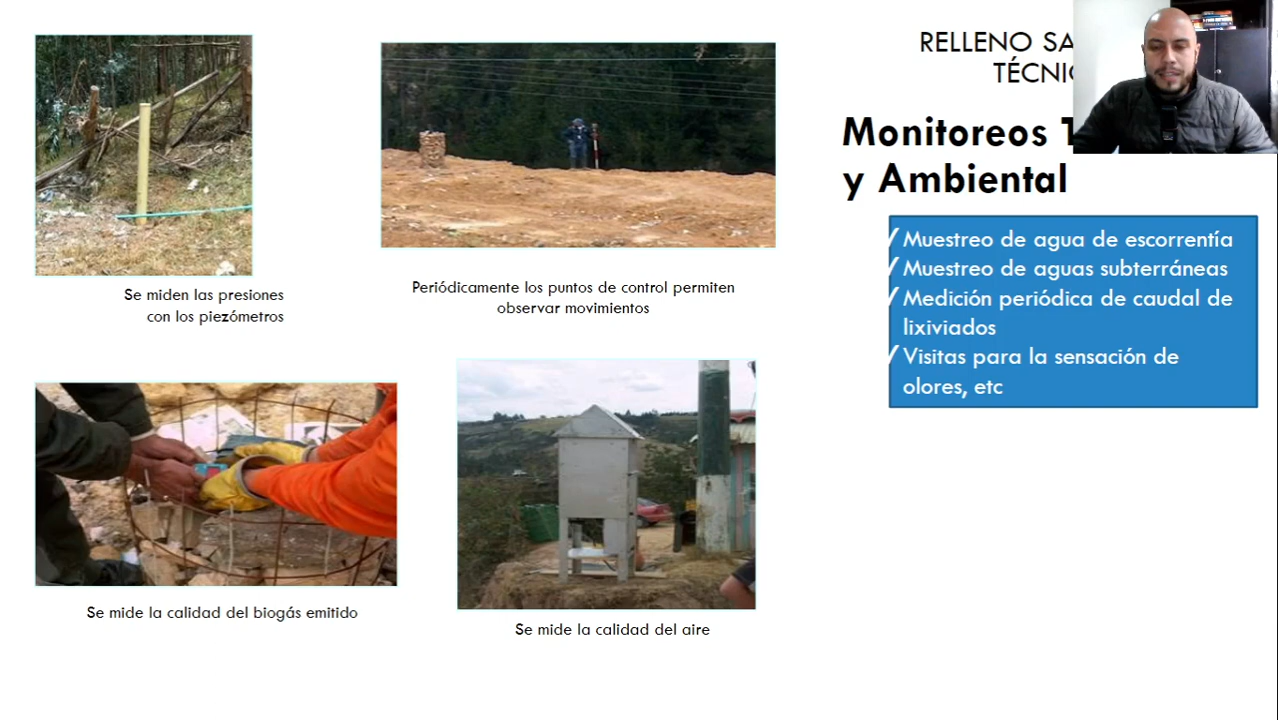 RELLENO SA
TÉCNI
Monitoreos
y Ambiental
Se miden las presiones
con los piezómetros
Periódicamente los puntos de control permiten
observar movimientos
✓ Muestreo de agua de escorrentía
✓ Muestreo de aguas subterráneas
✓ Medición periódica de caudal de
lixiviados
✓ Visitas para la sensación de
olores, etc
Se mide la calidad del biogás emitido
Se mide la calidad del aire